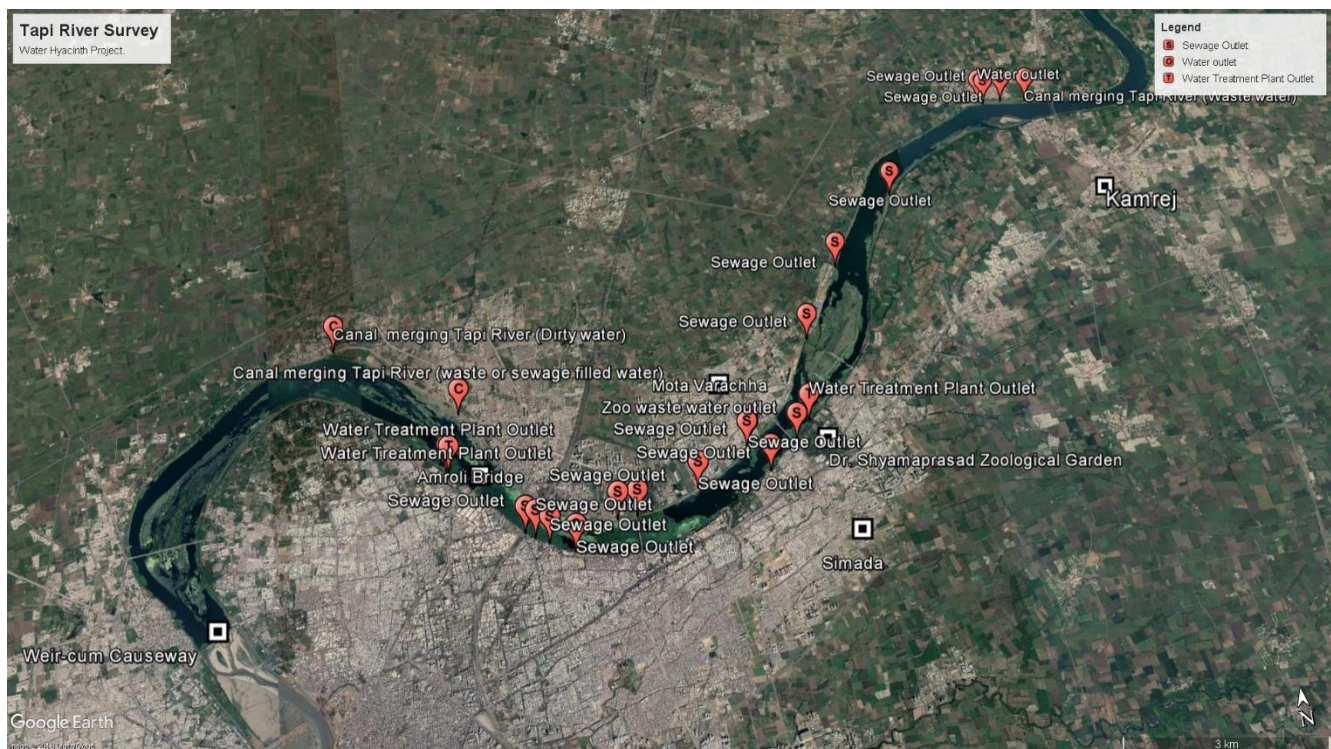 Tapi River Survey
Water Hyacinth Project
Legend
S Sewage Outlet
O Water outlet
T Water Treatment Plant Outlet
Sewage Outlet
Water outlet
Sewage Outlet
Canal merging Tapi River (Waste water)
Kamrej
S
Sewage Outlet
S
Sewage Outlet
S
Sewage Outlet
C
Canal merging Tapi River (Dirty water)
Canal merging Tapi River (waste or sewage filled water)
C
Mota Varachha
Water Treatment Plant Outlet
Zoo waste water outlet
S
S
Sewage Outlet
Water Treatment Plant Outlet
Sewage Outlet
T
Water Treatment Plant Outlet
Sewage Outlet
Dr. Shyamaprasad Zoological Garden
Amroli Bridge
Sewage Outlet
S
Sewage Outlet
Sewage Outlet
S
S
S
Sewage Outlet
Sewage Outlet
Sewage Outlet
Simada
Weir-cum Causeway
Google Earth
N
3 km